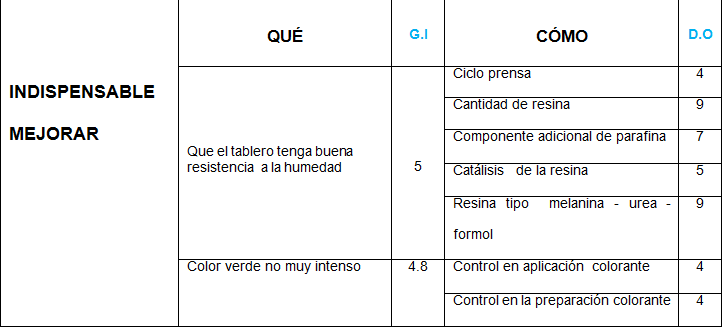 QUÉ G.I CÓMO D.O
INDISPENSABLE
MEJORAR
Que el tablero tenga buena
resistencia a la humedad
5
Ciclo prensa 4
Cantidad de resina 9
Componente adicional de parafina 7
Catálisis de la resina 5
Resina tipo melanina - urea - 9
formol
Color verde no muy intenso 4.8 Control en aplicación colorante 4
Control en la preparación colorante 4